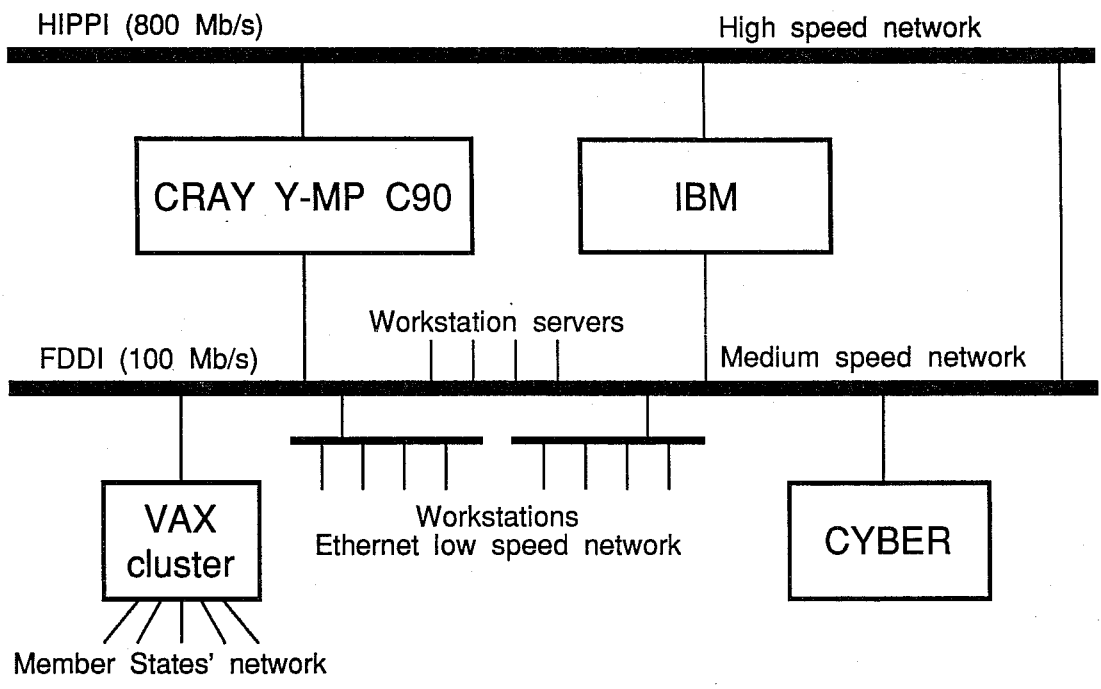 HIPPI (800 Mb/s)
High speed network
CRAY Y-MP C90
IBM
Workstation servers
FDDI (100 Mb/s)
Medium speed network
VAX
cluster
Workstations
Ethernet low speed network
CYBER
Member States' network